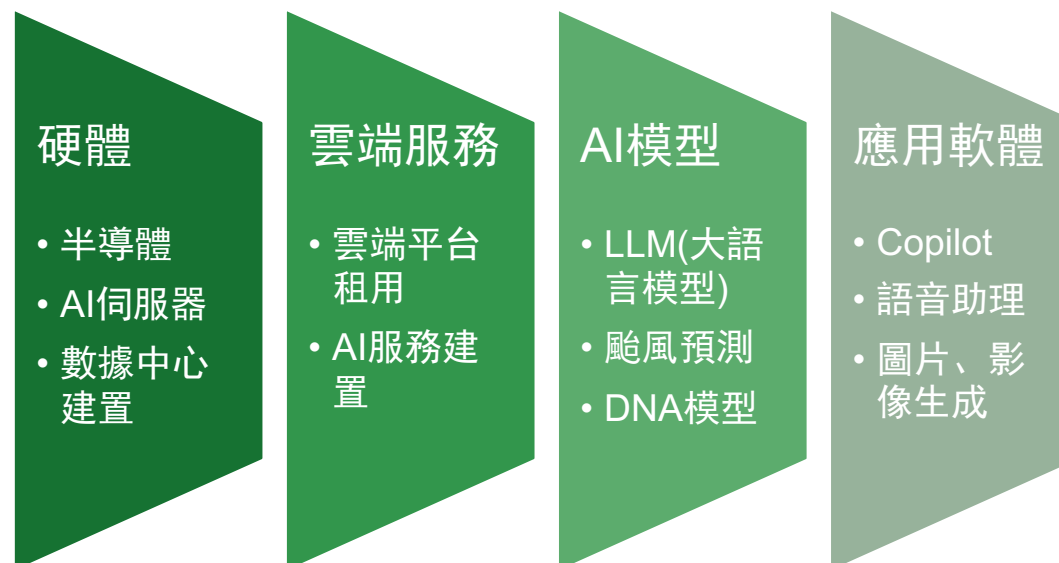 硬體
• 半導體
• AI伺服器
• 數據中心
建置
雲端服務
• 雲端平台
租用
• AI服務建
置
AI模型
• LLM(大語
言模型)
• 颱風預測
• DNA模型
應用軟體
• Copilot
• 語音助理
• 圖片、影
像生成